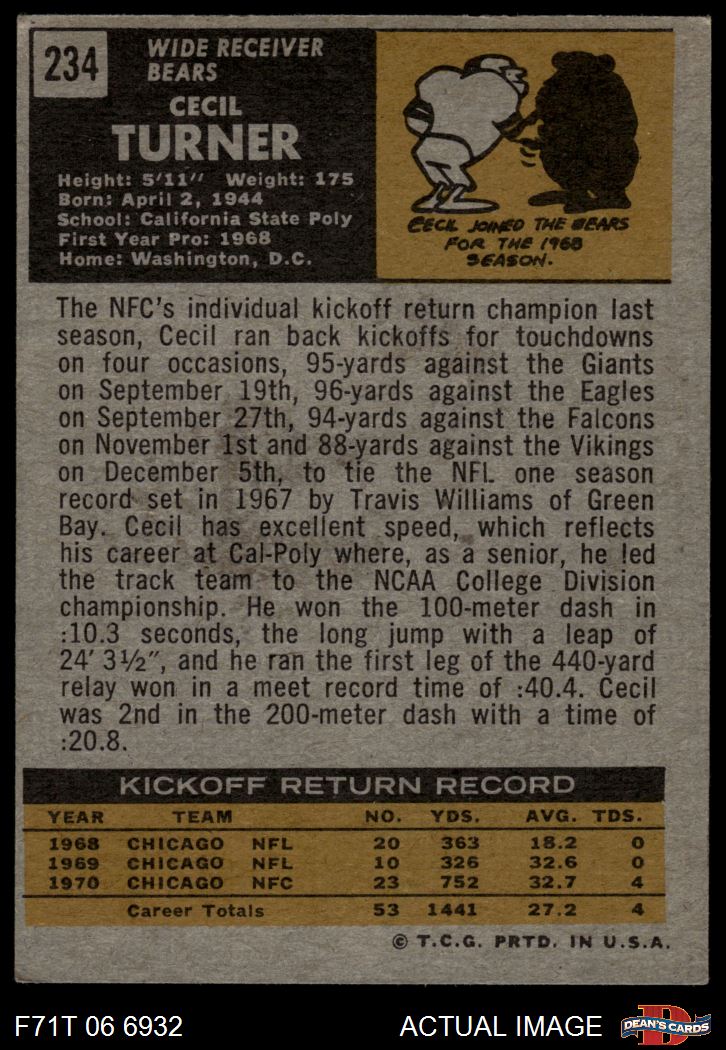 234
WIDE RECEIVER
BEARS
CECIL
TURNER
Height: 5'11" Weight: 175
Born: April 2, 1944
School: California State Poly
First Year Pro: 1968
Home: Washington, D.C.
CECIL JOINED THE BEARS
FOR THE 1968
SEASON.
The NFC's individual kickoff return champion last
season, Cecil ran back kickoffs for touchdowns
on four occasions, 95-yards against the Giants
on September 19th, 96-yards against the Eagles
on September 27th, 94-yards against the Falcons
on November 1st and 88-yards against the Vikings
on December 5th, to tie the NFL one season
record set in 1967 by Travis Williams of Green
Bay. Cecil has excellent speed, which reflects
his career at Cal-Poly where, as a senior, he led
the track team to the NCAA College Division
championship. He won the 100-meter dash in
:10.3 seconds, the long jump with a leap of
24' 3½", and he ran the first leg of the 440-yard
relay won in a meet record time of :40.4. Cecil
was 2nd in the 200-meter dash with a time of
:20.8.
KICKOFF RETURN RECORD
YEAR TEAM NO. YDS. AVG. TDS.
1968 CHICAGO NFL 20 363 18.2 0
1969 CHICAGO NFL 10 326 32.6 0
1970 CHICAGO NFC 23 752 32.7 4
Career Totals 53 1441 27.2 4
© T.C.G. PRTD. IN U.S.A.
F71T 06 6932 ACTUAL IMAGE D DEAN'S CARDS